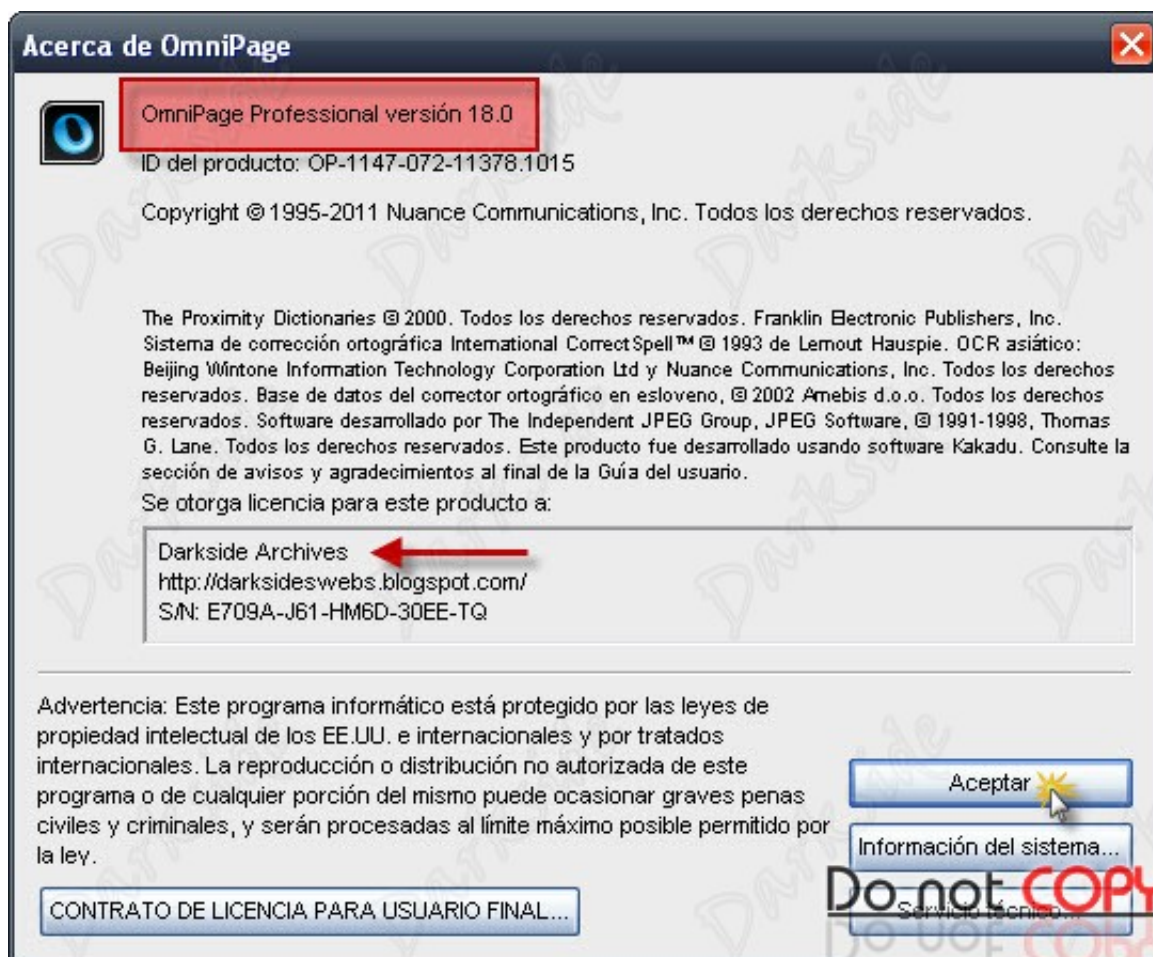 Acerca de OmniPage
OmniPage Professional versión 18.0
ID del producto: OP-1147-072-11378.1015
Copyright © 1995-2011 Nuance Communications, Inc. Todos los derechos reservados.
The Proximity Dictionaries © 2000. Todos los derechos reservados. Franklin Electronic Publishers, Inc.
Sistema de corrección ortográfica International CorrectSpell™ © 1993 de Lernout Hauspie. OCR asiático:
Beijing Wintone Information Technology Corporation Ltd y Nuance Communications, Inc. Todos los derechos
reservados. Base de datos del corrector ortográfico en esloveno, © 2002 Amebis d.o.o. Todos los derechos
reservados. Software desarrollado por The Independent JPEG Group, JPEG Software, © 1991-1998, Thomas
G. Lane. Todos los derechos reservados. Este producto fue desarrollado usando software Kakadu. Consulte la
sección de avisos y agradecimientos al final de la Guía del usuario.
Se otorga licencia para este producto a:
Darkside Archives
http://darksideswebs.blogspot.com/
S/N: E709A-J61-HM6D-30EE-TQ
Advertencia: Este programa informático está protegido por las leyes de
propiedad intelectual de los EE.UU. e internacionales y por tratados
internacionales. La reproducción o distribución no autorizada de este
programa o de cualquier porción del mismo puede ocasionar graves penas
civiles y criminales, y serán procesadas al límite máximo posible permitido por
la ley.
Aceptar
Información del sistema...
Servicio técnico...
CONTRATO DE LICENCIA PARA USUARIO FINAL...
Do not COPY
Darkside